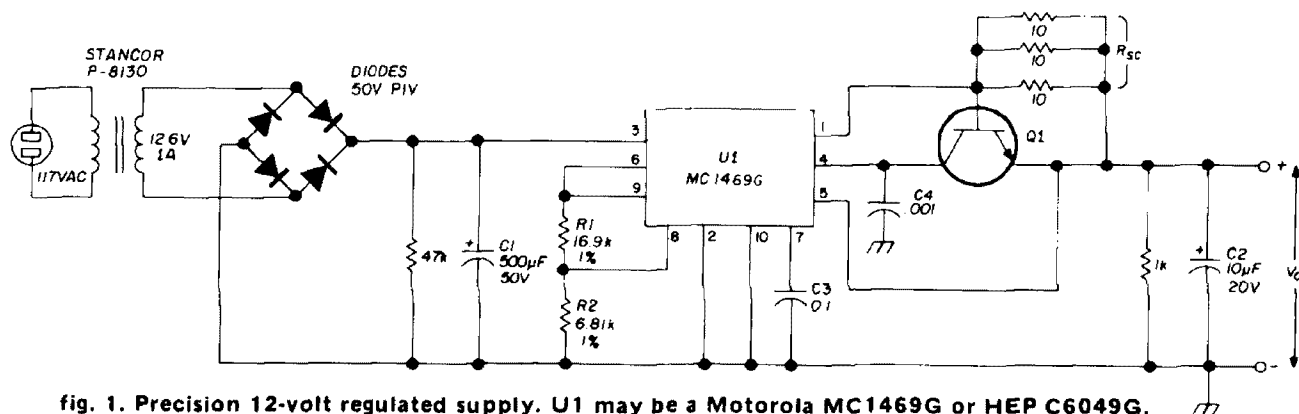 STANCOR
P-8130
117VAC
126V
1A
DIODES
50V PIV
47k
+
C1
500µF
50V
R1
16.9k
1%
R2
6.81k
1%
3
6
9
8
2
10
7
1
4
5
U1
MC1469G
C3
01
C4
.001
Q1
10
10
10
RSC
1k
+
C2
10µF
20V
+
-
fig. 1. Precision 12-volt regulated supply. U1 may be a Motorola MC1469G or HEP C6049G.